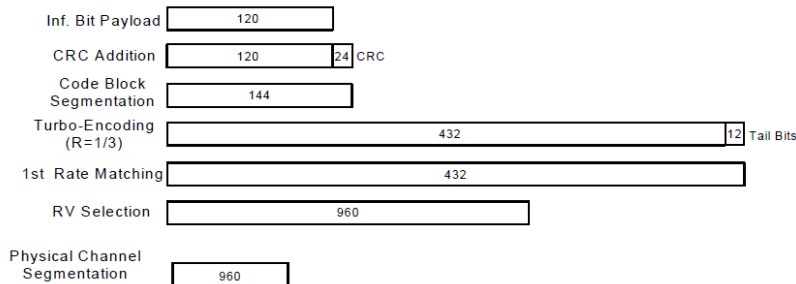 Inf. Bit Payload 120
CRC Addition 120 24 CRC
Code Block
Segmentation 144
Turbo-Encoding
(R=1/3) 432 12 Tail Bits
1st Rate Matching 432
RV Selection 960
Physical Channel
Segmentation 960